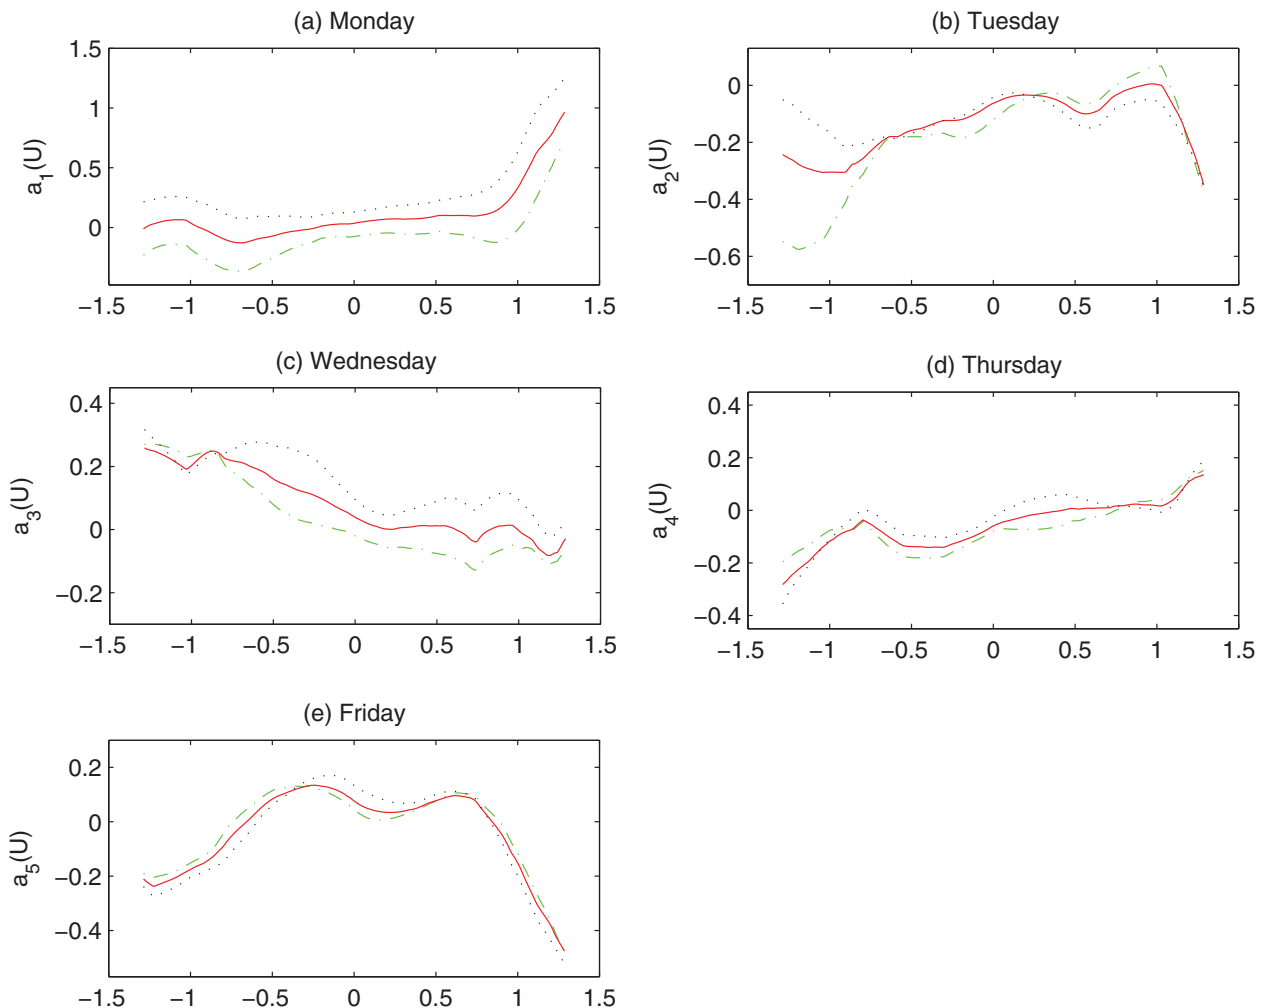 (a) Monday
1.5
1
0.5
0
a1(U)
−1.5 −1 −0.5 0 0.5 1 1.5
(b) Tuesday
0
−0.2
−0.4
−0.6
a2(U)
−1.5 −1 −0.5 0 0.5 1 1.5
(c) Wednesday
0.4
0.2
0
−0.2
a3(U)
−1.5 −1 −0.5 0 0.5 1 1.5
(d) Thursday
0.4
0.2
0
−0.2
−0.4
a4(U)
−1.5 −1 −0.5 0 0.5 1 1.5
(e) Friday
0.2
0
−0.2
−0.4
a5(U)
−1.5 −1 −0.5 0 0.5 1 1.5